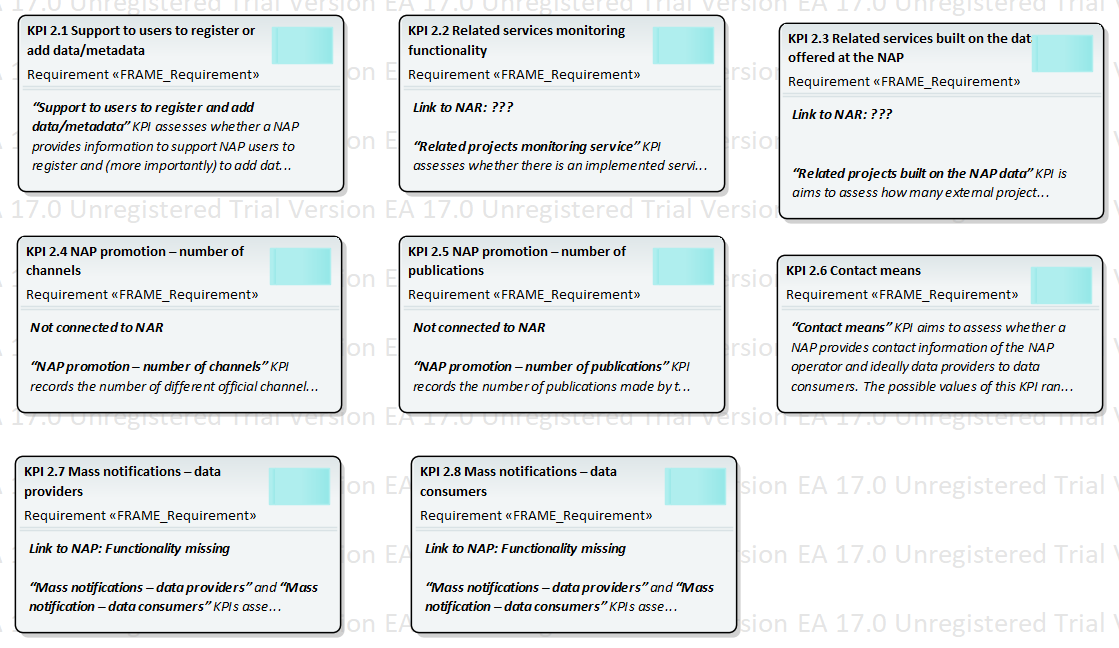 KPI 2.1 Support to users to register or
add data/metadata
Requirement «FRAME_Requirement»
“Support to users to register and add
data/metadata” KPI assesses whether a NAP
provides information to support NAP users to
register and (more importantly) to add dat...
KPI 2.2 Related services monitoring
functionality
Requirement «FRAME_Requirement»
Link to NAR: ???
“Related projects monitoring service” KPI
assesses whether there is an implemented servi...
KPI 2.3 Related services built on the dat
offered at the NAP
Requirement «FRAME_Requirement»
Link to NAR: ???
“Related projects built on the NAP data” KPI is
aims to assess how many external project...
KPI 2.4 NAP promotion – number of
channels
Requirement «FRAME_Requirement»
Not connected to NAR
“NAP promotion – number of channels” KPI
records the number of different official channel...
KPI 2.5 NAP promotion – number of
publications
Requirement «FRAME_Requirement»
Not connected to NAR
“NAP promotion – number of publications” KPI
records the number of publications made by t...
KPI 2.6 Contact means
Requirement «FRAME_Requirement»
“Contact means” KPI aims to assess whether a
NAP provides contact information of the NAP
operator and ideally data providers to data
consumers. The possible values of this KPI ran...
KPI 2.7 Mass notifications – data
providers
Requirement «FRAME_Requirement»
Link to NAP: Functionality missing
“Mass notifications – data providers” and “Mass
notification – data consumers” KPIs asse...
KPI 2.8 Mass notifications – data
consumers
Requirement «FRAME_Requirement»
Link to NAP: Functionality missing
“Mass notifications – data providers” and “Mass
notification – data consumers” KPIs asse...
EA 17.0 Unregistered Trial Version